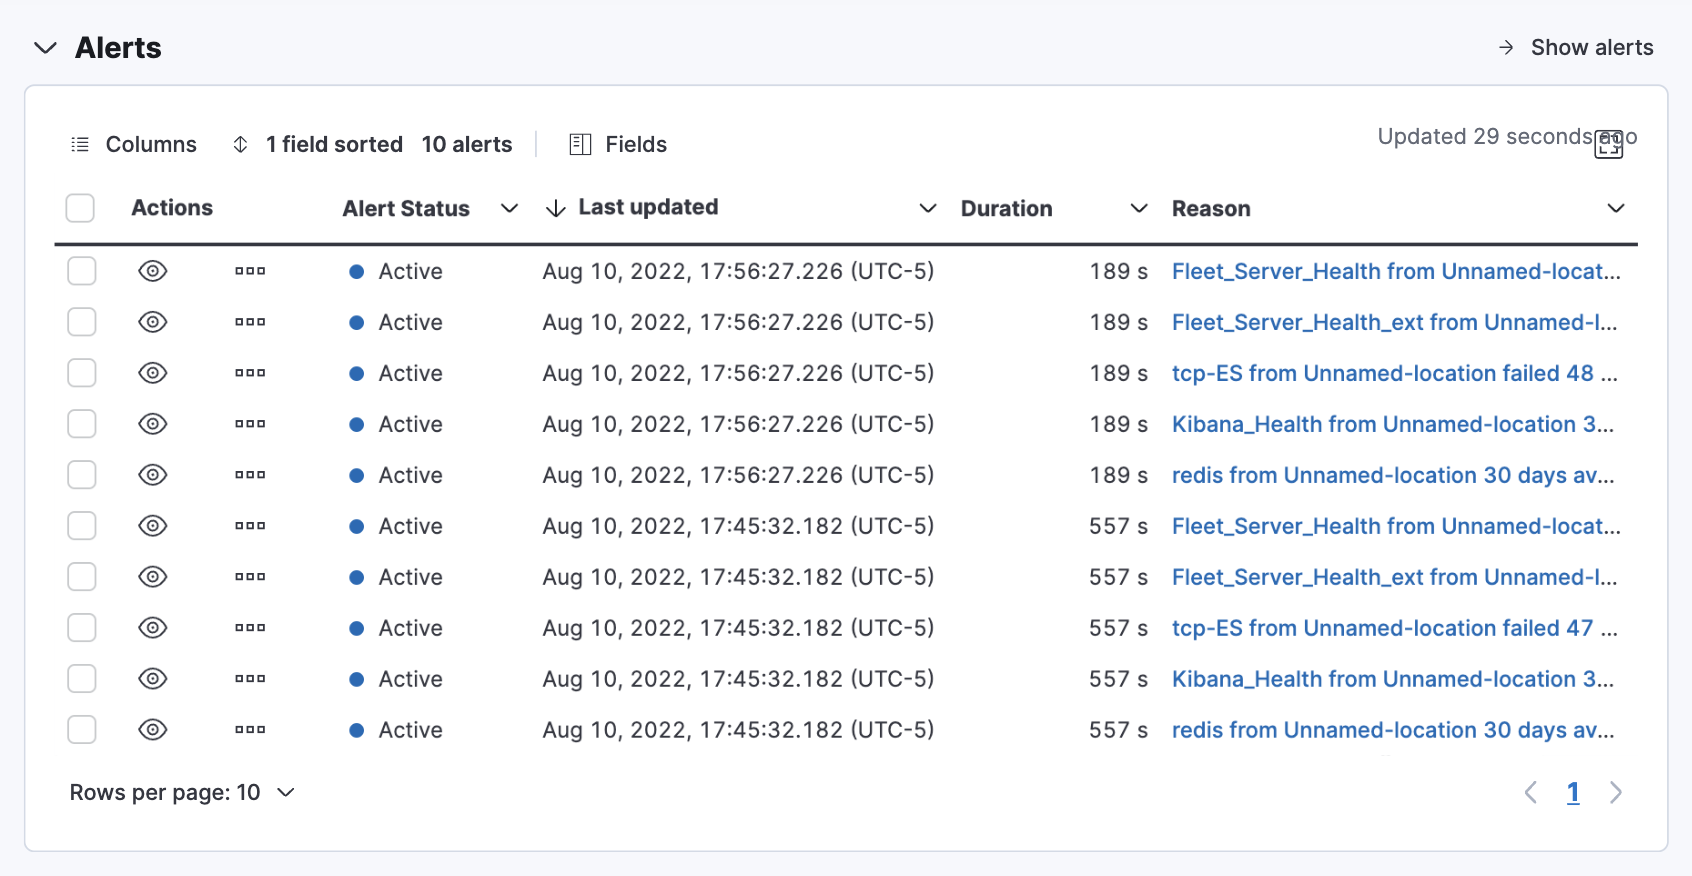 Alerts
Show alerts
Columns 1 field sorted 10 alerts Fields Updated 29 seconds ago
Actions Alert Status Last updated Duration Reason
Active Aug 10, 2022, 17:56:27.226 (UTC-5) 189 s Fleet_Server_Health from Unnamed-locat...
Active Aug 10, 2022, 17:56:27.226 (UTC-5) 189 s Fleet_Server_Health_ext from Unnamed-l...
Active Aug 10, 2022, 17:56:27.226 (UTC-5) 189 s tcp-ES from Unnamed-location failed 48 ...
Active Aug 10, 2022, 17:56:27.226 (UTC-5) 189 s Kibana_Health from Unnamed-location 3...
Active Aug 10, 2022, 17:56:27.226 (UTC-5) 189 s redis from Unnamed-location 30 days av...
Active Aug 10, 2022, 17:45:32.182 (UTC-5) 557 s Fleet_Server_Health from Unnamed-locat...
Active Aug 10, 2022, 17:45:32.182 (UTC-5) 557 s Fleet_Server_Health_ext from Unnamed-l...
Active Aug 10, 2022, 17:45:32.182 (UTC-5) 557 s tcp-ES from Unnamed-location failed 47 ...
Active Aug 10, 2022, 17:45:32.182 (UTC-5) 557 s Kibana_Health from Unnamed-location 3...
Active Aug 10, 2022, 17:45:32.182 (UTC-5) 557 s redis from Unnamed-location 30 days av...
Rows per page: 10
1